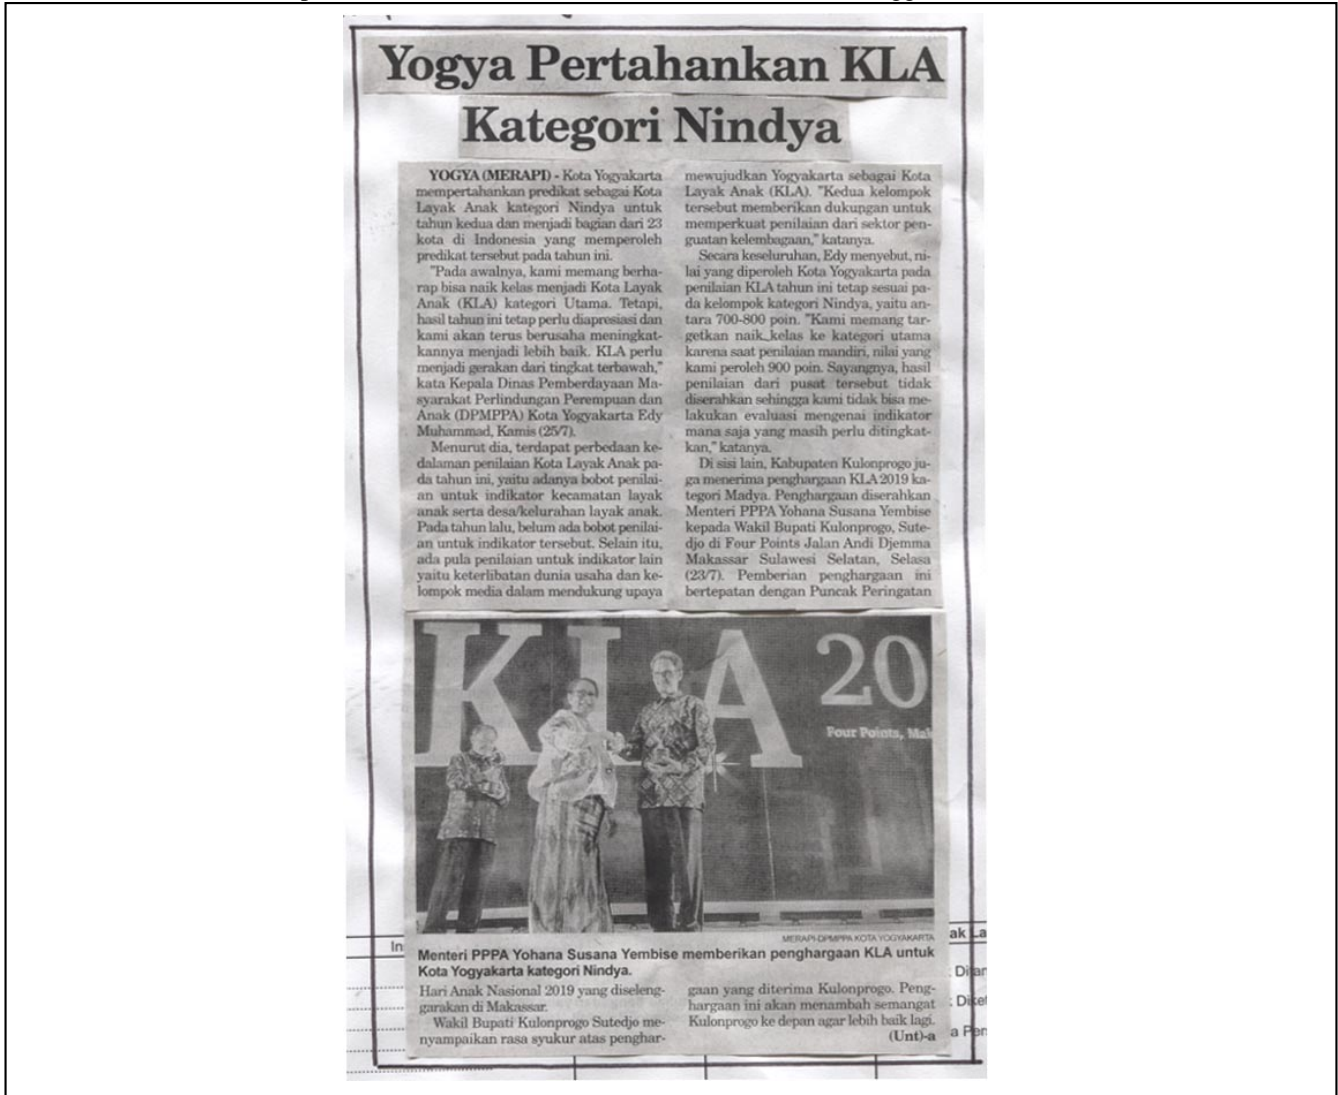 Yogya Pertahankan KLA
Kategori Nindya
YOGYA (MERAPI) - Kota Yogyakarta
mempertahankan predikat sebagai Kota
Layak Anak kategori Nindya untuk
tahun kedua dan menjadi bagian dari 23
kota di Indonesia yang memperoleh
predikat tersebut pada tahun ini.
"Pada awalnya, kami memang berha-
rap bisa naik kelas menjadi Kota Layak
Anak (KLA) kategori Utama. Tetapi,
hasil tahun ini tetap perlu diapresiasi dan
kami akan terus berusaha meningkat-
kannya menjadi lebih baik. KLA perlu
menjadi gerakan dari tingkat terbawah,"
kata Kepala Dinas Pemberdayaan Ma-
syarakat Perlindungan Perempuan dan
Anak (DPMPPA) Kota Yogyakarta Edy
Muhammad, Kamis (25/7).
Menurut dia, terdapat perbedaan ke-
dalaman penilaian Kota Layak Anak pa-
da tahun ini, yaitu adanya bobot penilai-
an untuk indikator kecamatan layak
anak serta desa/kelurahan layak anak.
Pada tahun lalu, belum ada bobot penilai-
an untuk indikator tersebut. Selain itu,
ada pula penilaian untuk indikator lain
yaitu keterlibatan dunia usaha dan ke-
lompok media dalam mendukung upaya
mewujudkan Yogyakarta sebagai Kota
Layak Anak (KLA). "Kedua kelompok
tersebut memberikan dukungan untuk
memperkuat penilaian dari sektor pen-
guatan kelembagaan," katanya.
Secara keseluruhan, Edy menyebut, ni-
lai yang diperoleh Kota Yogyakarta pada
penilaian KLA tahun ini tetap sesuai pa-
da kelompok kategori Nindya, yaitu an-
tara 700-800 poin. "Kami memang tar-
getkan naik kelas ke kategori utama
karena saat penilaian mandiri, nilai yang
kami peroleh 900 poin. Sayangnya, hasil
penilaian dari pusat tersebut tidak
diserahkan sehingga kami tidak bisa me-
lakukan evaluasi mengenai indikator
mana saja yang masih perlu ditingkat-
kan," katanya.
Di sisi lain, Kabupaten Kulonprogo ju-
ga menerima penghargaan KLA 2019 ka-
tegori Madya. Penghargaan diserahkan
Menteri PPPA Yohana Susana Yembise
kepada Wakil Bupati Kulonprogo, Sute-
djo di Four Points Jalan Andi Djemma
Makassar Sulawesi Selatan, Selasa
(23/7). Pemberian penghargaan ini
bertepatan dengan Puncak Peringatan
KLA 20
Four Points, Mak
MERAPI-DPMPPA KOTA YOGYAKARTA
Menteri PPPA Yohana Susana Yembise memberikan penghargaan KLA untuk
Kota Yogyakarta kategori Nindya.
Hari Anak Nasional 2019 yang diseleng-
garakan di Makassar.
Wakil Bupati Kulonprogo Sutedjo me-
nyampaikan rasa syukur atas penghar-
gaan yang diterima Kulonprogo. Peng-
hargaan ini akan menambah semangat
Kulonprogo ke depan agar lebih baik lagi.
(Unt)-a